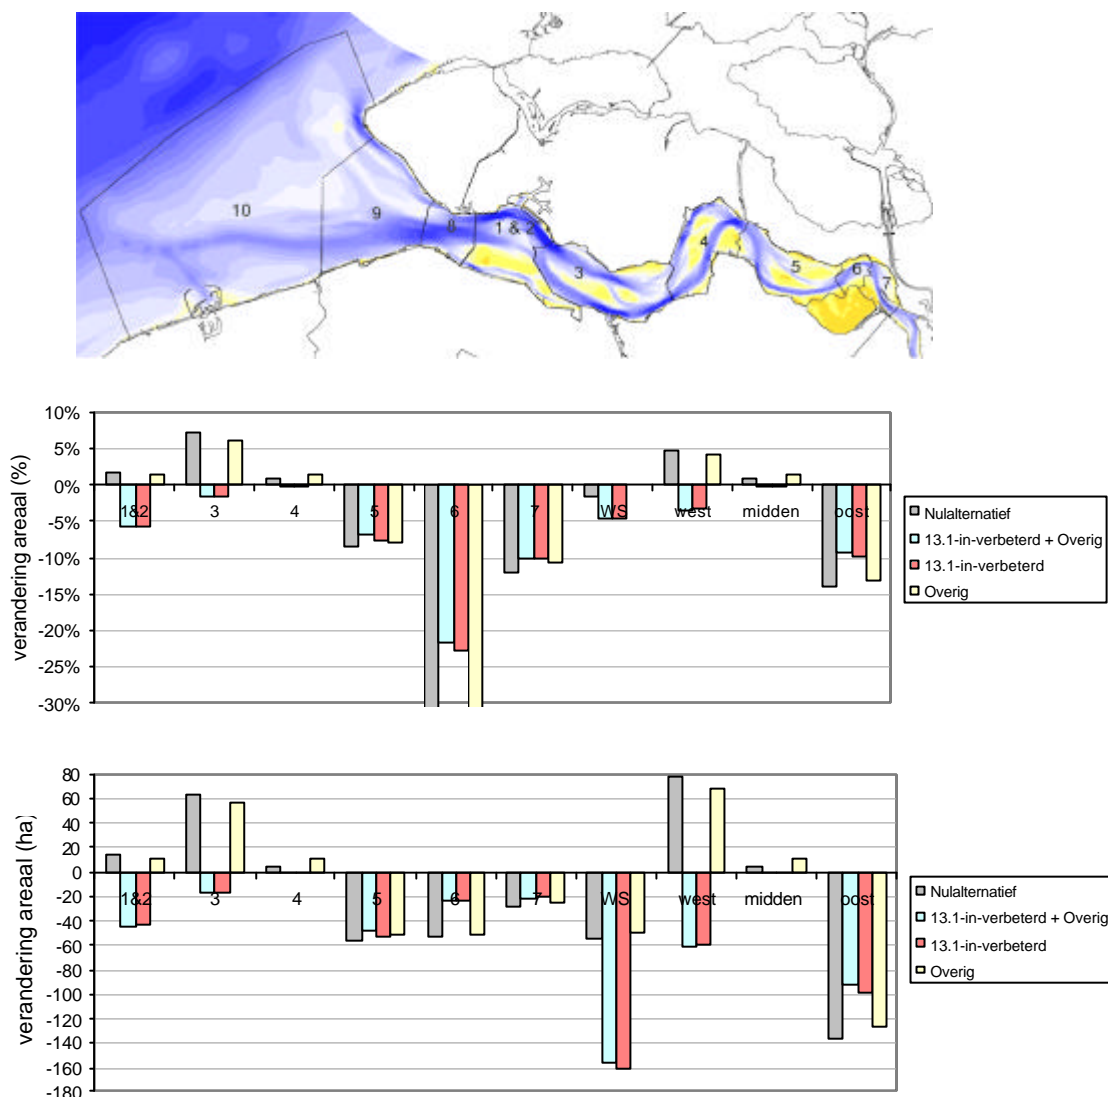 10
9
8
1 & 2
3
4
5
6
7
verandering areaal (%)
10%
5%
0%
-5%
-10%
-15%
-20%
-25%
-30%
1&2
3
4
5
6
7
WS
west
midden
oost
Nulalternatief
13.1-in-verbeterd + Overig
13.1-in-verbeterd
Overig
verandering areaal (ha)
80
60
40
20
0
-20
-40
-60
-80
-100
-120
-140
-160
-180
1&2
3
4
5
6
7
WS
west
midden
oost
Nulalternatief
13.1-in-verbeterd + Overig
13.1-in-verbeterd
Overig